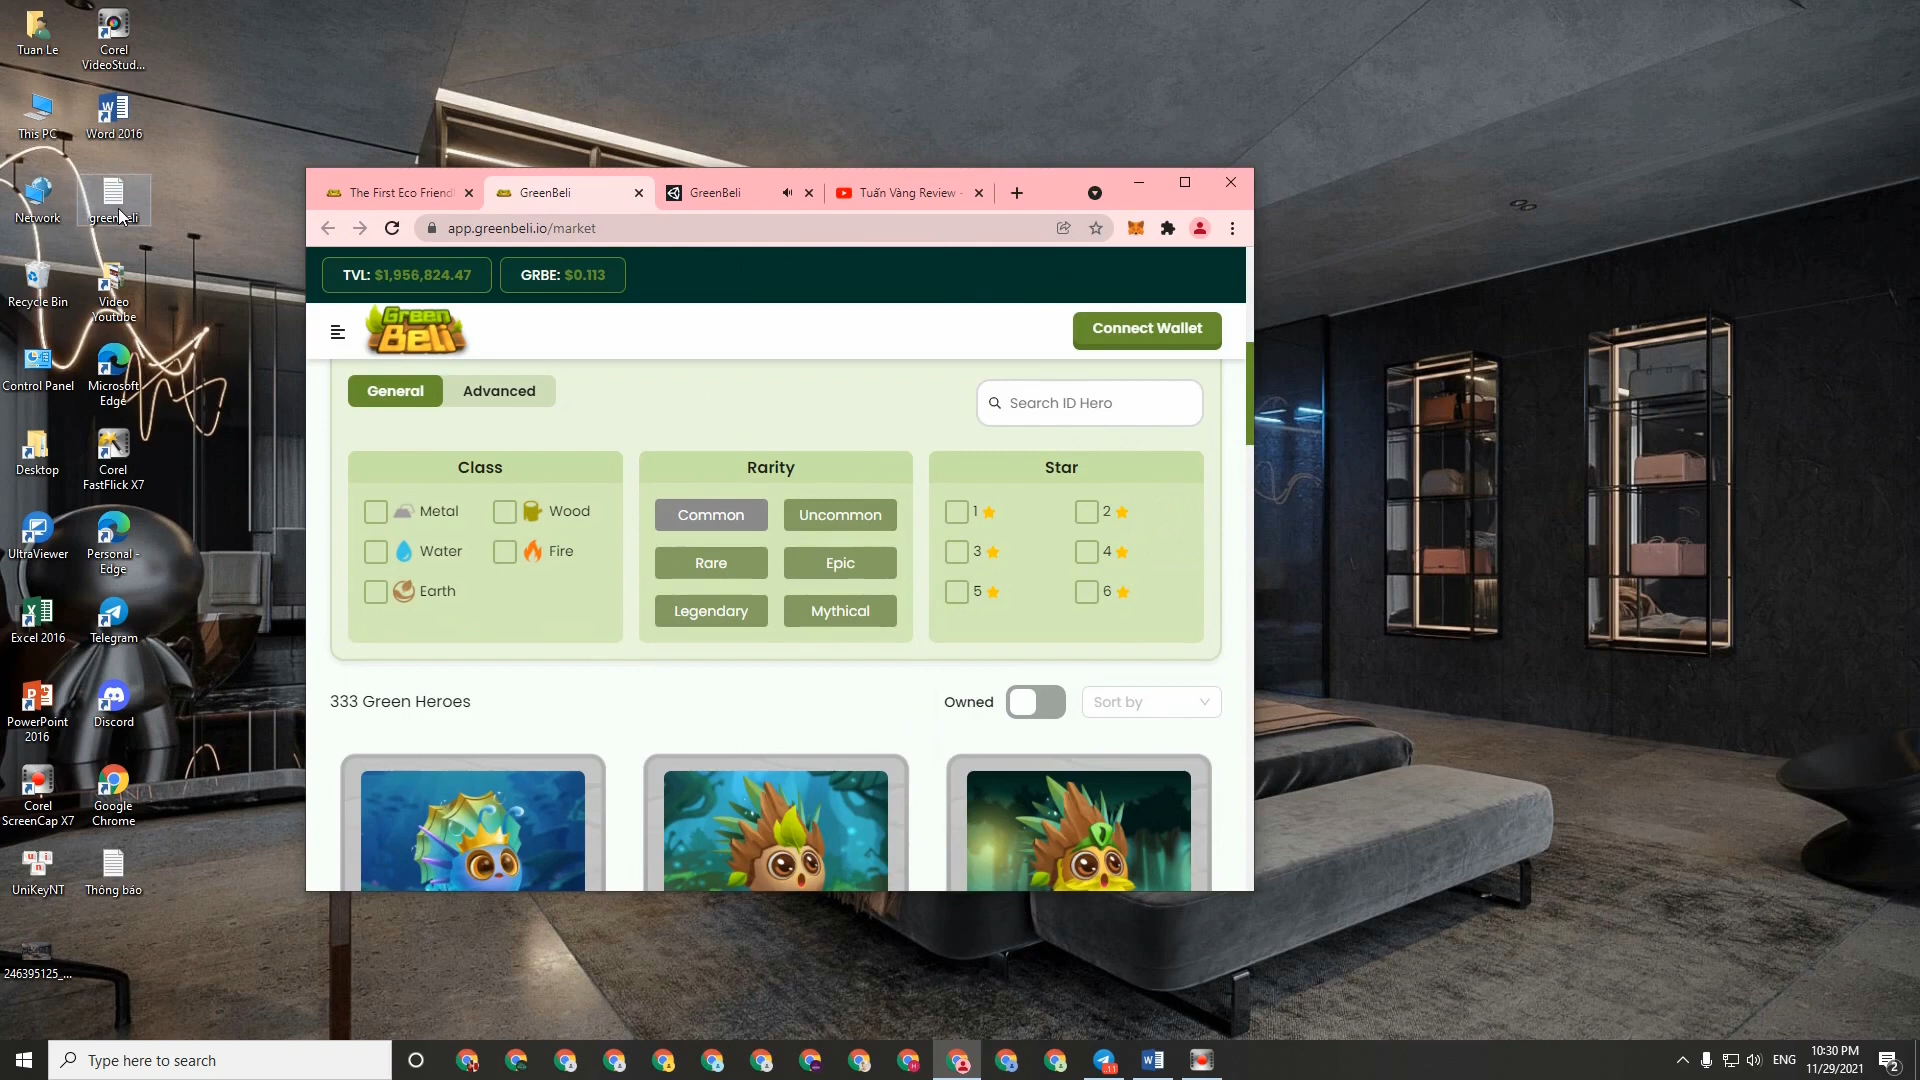 Tuan Le
Corel
VideoStud...
This PC
Word 2016
Network
greenbeli
Recycle Bin
Video
Youtube
Control Panel
Microsoft
Edge
Desktop
Corel
FastFlick X7
UltraViewer
Personal -
Edge
Excel 2016
Telegram
PowerPoint
2016
Discord
Corel
ScreenCap X7
Google
Chrome
UniKeyNT
Thông báo
246395125_...
The First Eco Friend
GreenBeli
GreenBeli
Tuấn Vàng Review -
app.greenbeli.io/market
TVL: $1,956,824.47
GRBE: $0.113
Green
Beli
Connect Wallet
General
Advanced
Search ID Hero
Class
Metal
Wood
Water
Fire
Earth
Rarity
Common
Uncommon
Rare
Epic
Legendary
Mythical
Star
1
2
3
4
5
6
333 Green Heroes
Owned
Sort by
Type here to search
11
ENG
10:30 PM
11/29/2021
2